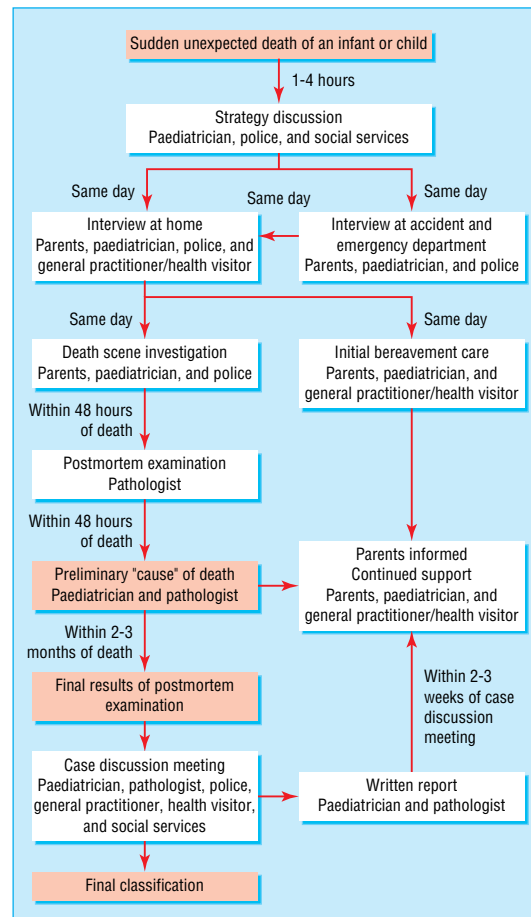 Sudden unexpected death of an infant or child
1-4 hours
Strategy discussion
Paediatrician, police, and social services
Same day
Same day
Same day
Interview at home
Parents, paediatrician, police, and
general practitioner/health visitor
Interview at accident and
emergency department
Parents, paediatrician, and police
Same day
Same day
Death scene investigation
Parents, paediatrician, and police
Initial bereavement care
Parents, paediatrician, and
general practitioner/health visitor
Within 48 hours
of death
Postmortem examination
Pathologist
Within 48 hours
of death
Preliminary "cause" of death
Paediatrician and pathologist
Parents informed
Continued support
Parents, paediatrician, and
general practitioner/health visitor
Within 2-3
months of death
Final results of postmortem
examination
Within 2-3
weeks of case
discussion
meeting
Case discussion meeting
Paediatrician, pathologist, police,
general practitioner, health visitor,
and social services
Written report
Paediatrician and pathologist
Final classification